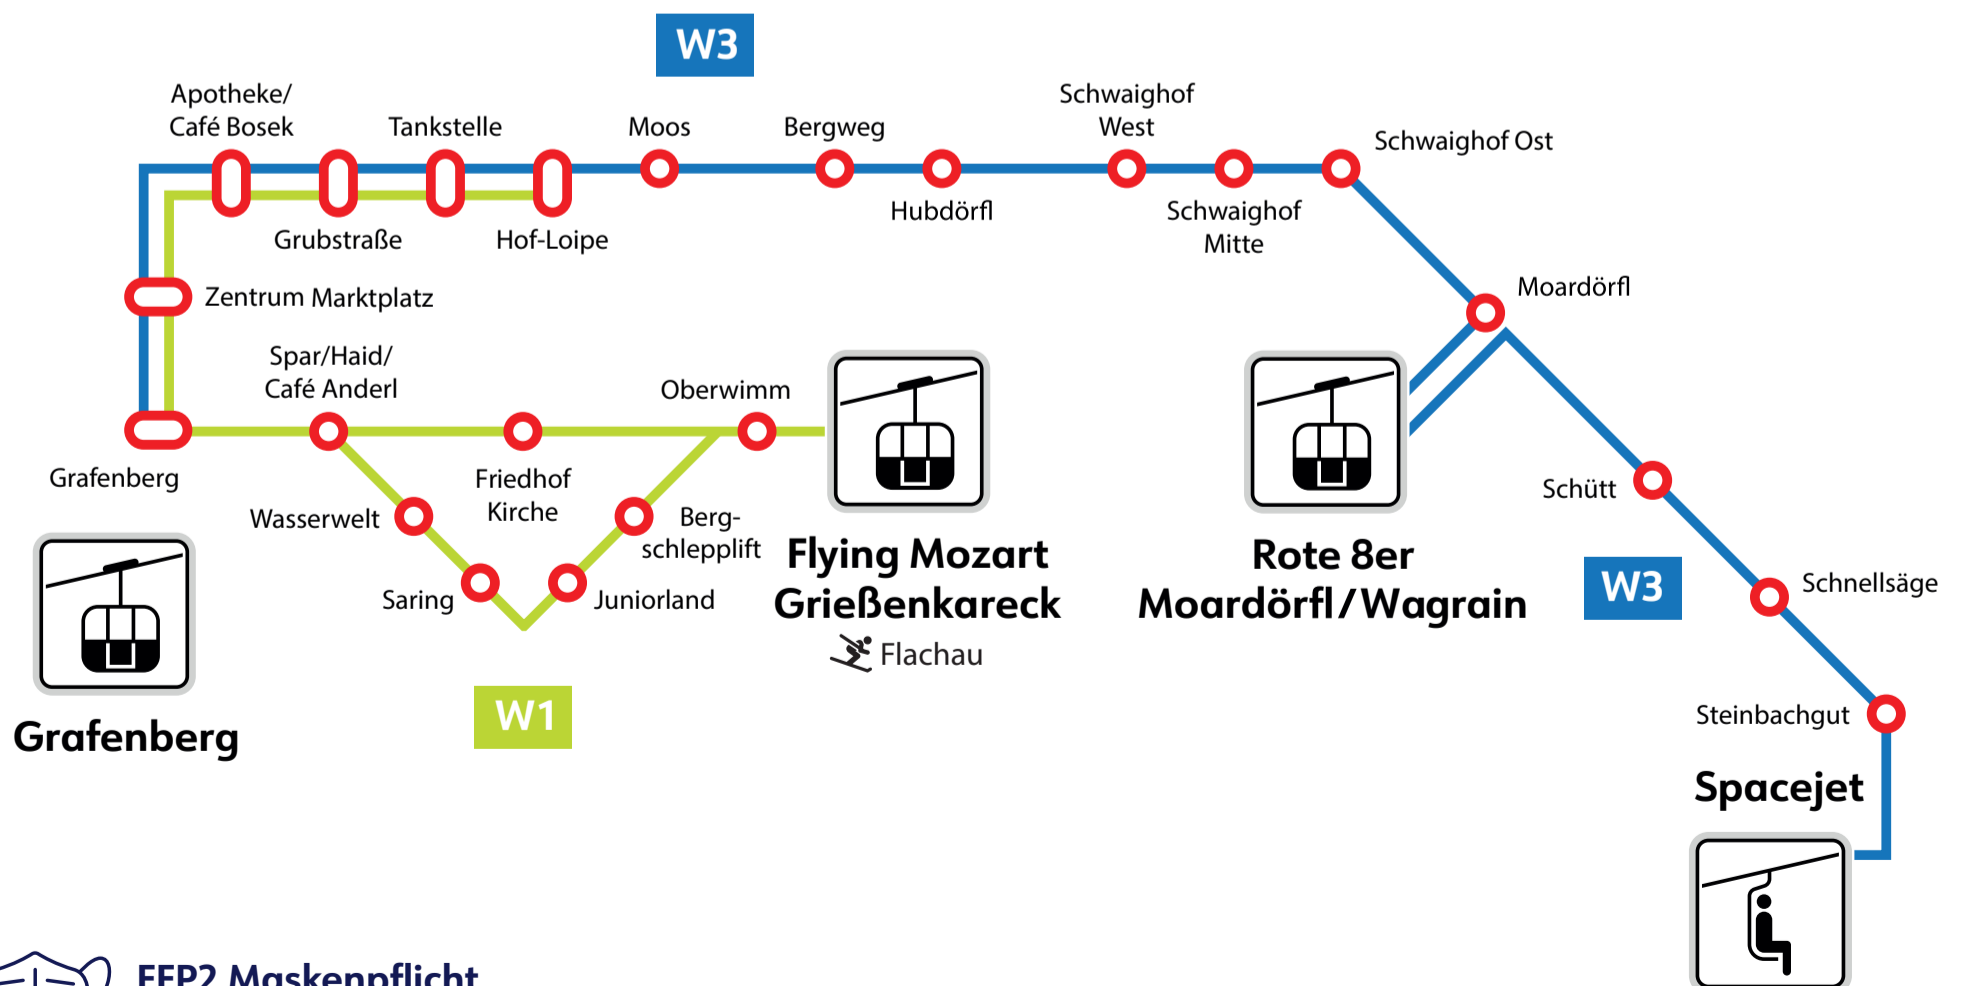 W3
Apotheke/
Café Bosek
Tankstelle
Moos
Bergweg
Schwaighof
West
Schwaighof Ost
Grubstraße
Hof-Loipe
Hubdörfl
Schwaighof
Mitte
Zentrum Marktplatz
Moardörfl
Spar/Haid/
Café Anderl
Oberwimm
Grafenberg
Friedhof
Kirche
Wasserwelt
Berg-
schlepplift
Saring
Juniorland
Schütt
Flying Mozart
Grießenkareck
Flachau
Rote 8er
Moardörfl/Wagrain
W3
Schnellsäge
W1
Grafenberg
Steinbachgut
Spacejet
FFP2 Maskenpflicht